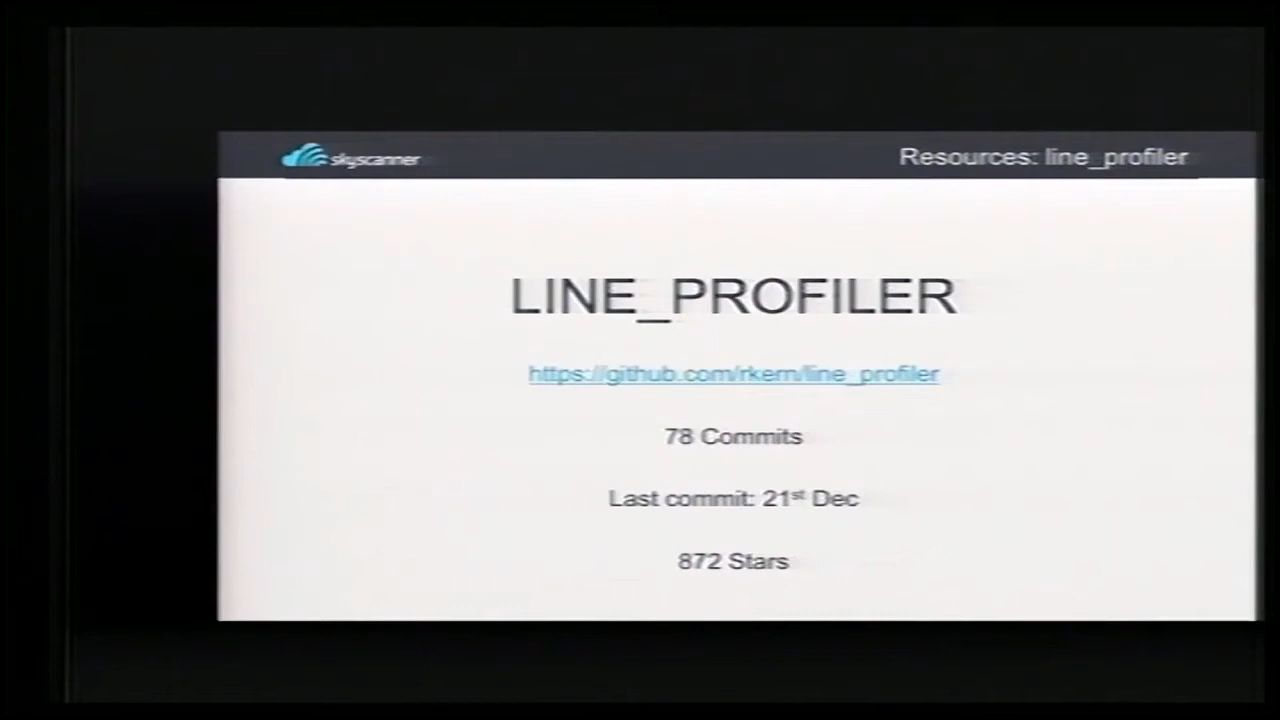 skyscanner
Resources: line_profiler
LINE_PROFILER
https://github.com/rkern/line_profiler
78 Commits
Last commit: 21st Dec
872 Stars